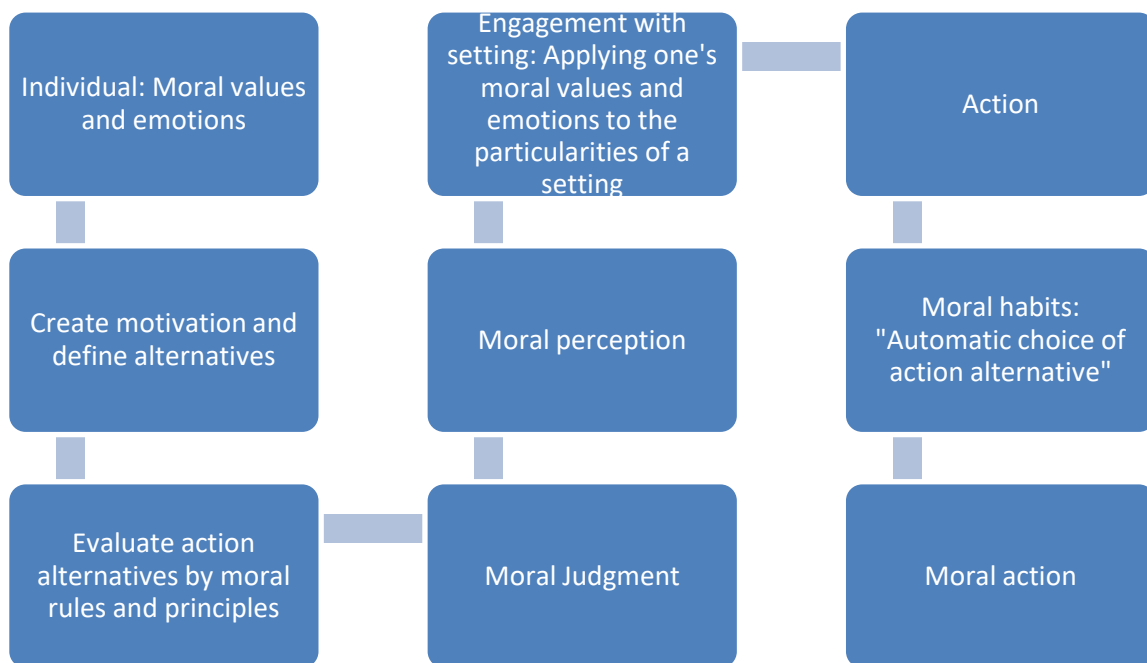 Individual: Moral values
and emotions
Create motivation and
define alternatives
Evaluate action
alternatives by moral
rules and principles
Moral Judgment
Moral perception
Engagement with
setting: Applying one's
moral values and
emotions to the
particularities of a
setting
Action
Moral habits:
"Automatic choice of
action alternative"
Moral action